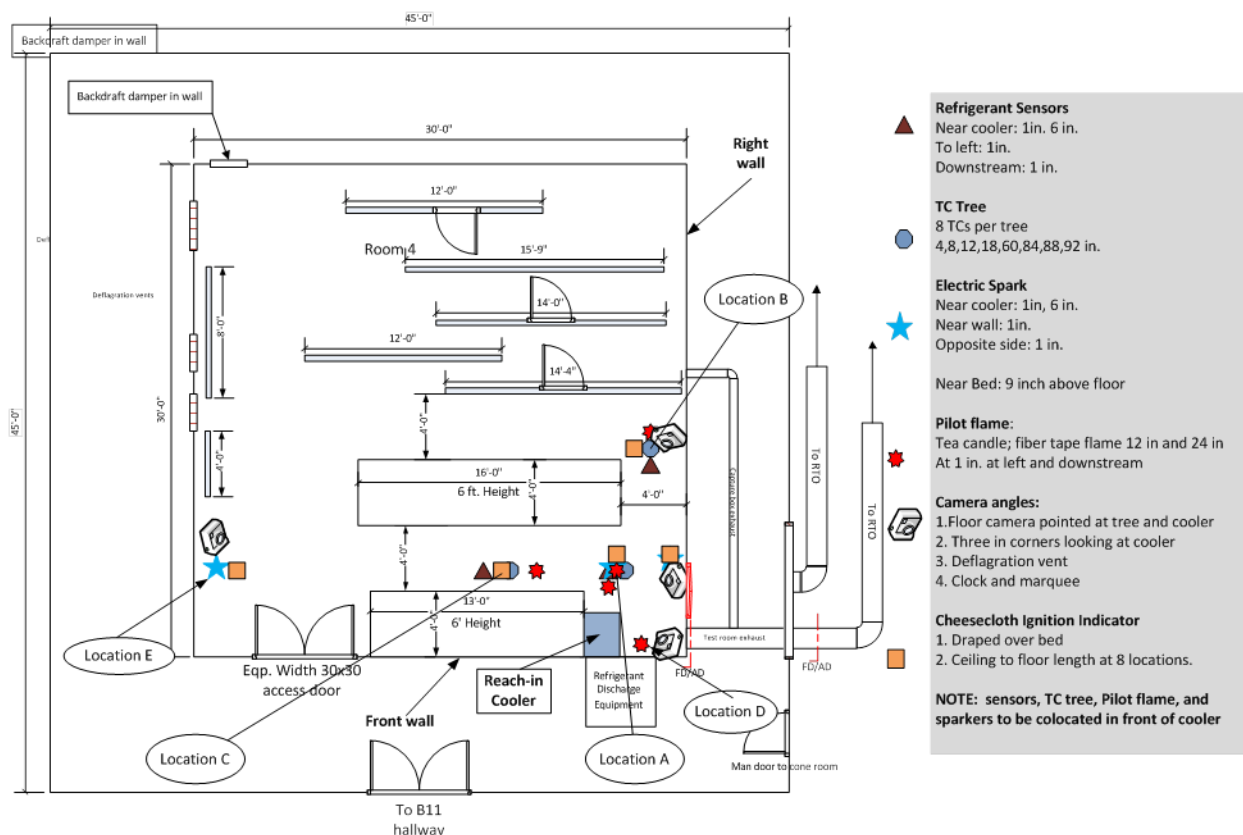 45'-0"
Backdraft damper in wall
Backdraft damper in wall
30'-0"
Right
wall
12'-0"
Room 4
15'-9"
Location B
14'-0"
12'-0"
14'-4"
8'-0"
Deflagration vents
45'-0"
30'-0"
4'-0"
4'-0"
16'-0"
6 ft. Height
4'-0"
4'-0"
Capture box exhaust
To RTO
To RTO
4'-0"
13'-0"
6' Height
4'-0"
Test room exhaust
FD/AD
FD/AD
Location E
Eqp. Width 30x30
access door
Front wall
Reach-in
Cooler
Refrigerant
Discharge
Equipment
Location D
Location C
Location A
Man door to cone room
To B11
hallway
Refrigerant Sensors
Near cooler: 1in. 6 in.
To left: 1in.
Downstream: 1 in.
TC Tree
8 TCs per tree
4,8,12,18,60,84,88,92 in.
Electric Spark
Near cooler: 1in, 6 in.
Near wall: 1in.
Opposite side: 1 in.
Near Bed: 9 inch above floor
Pilot flame:
Tea candle; fiber tape flame 12 in and 24 in
At 1 in. at left and downstream
Camera angles:
1.Floor camera pointed at tree and cooler
2. Three in corners looking at cooler
3. Deflagration vent
4. Clock and marquee
Cheesecloth Ignition Indicator
1. Draped over bed
2. Ceiling to floor length at 8 locations.
NOTE: sensors, TC tree, Pilot flame, and
sparkers to be colocated in front of cooler